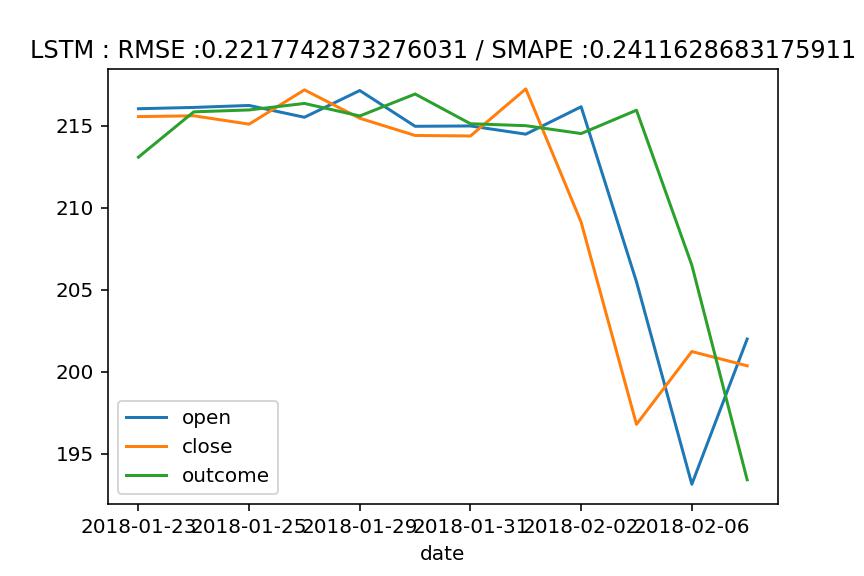 LSTM : RMSE :0.2217742873276031 / SMAPE :0.2411628683175911
215
210
205
200
195
open
close
outcome
2018-01-23 2018-01-25 2018-01-29 2018-01-31 2018-02-02 2018-02-06
date